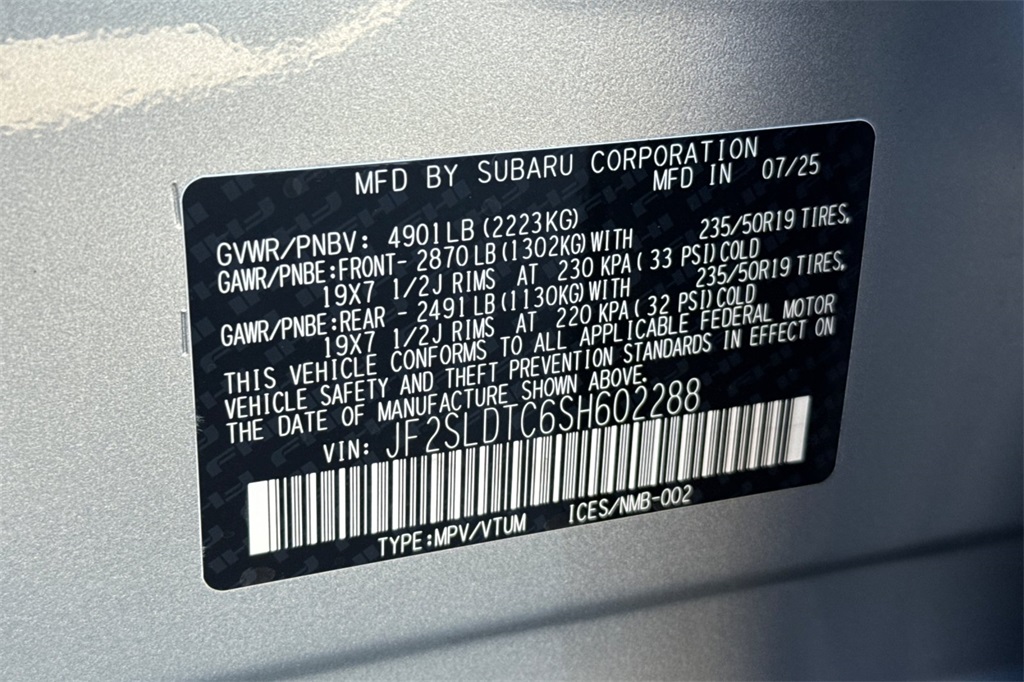 MFD BY SUBARU CORPORATION
MFD IN 07/25
GVWR/PNBV: 4901LB(2223KG)
GAWR/PNBE:FRONT- 2870LB(1302KG)WITH 235/50R19 TIRES,
19X7 1/2J RIMS AT 230 KPA( 33 PSI)COLD
GAWR/PNBE:REAR - 2491LB(1130KG)WITH 235/50R19 TIRES,
19X7 1/2J RIMS AT 220 KPA( 32 PSI)COLD
THIS VEHICLE CONFORMS TO ALL APPLICABLE FEDERAL MOTOR
VEHICLE SAFETY AND THEFT PREVENTION STANDARDS IN EFFECT ON
THE DATE OF MANUFACTURE SHOWN ABOVE.
VIN: JF2SLDTC6SH602288
TYPE:MPV/VTUM ICES/NMB-002